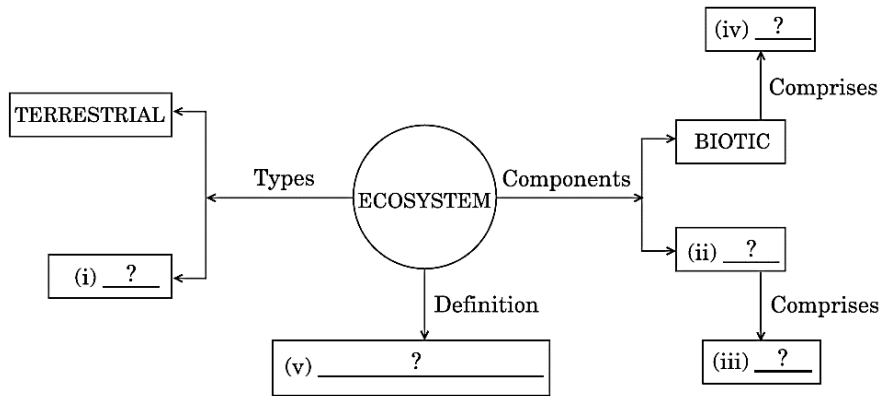 (iv) ?
Comprises
TERRESTRIAL
BIOTIC
Types
Components
ECOSYSTEM
(i) ?
(ii) ?
Definition
Comprises
(v) ?
(iii) ?